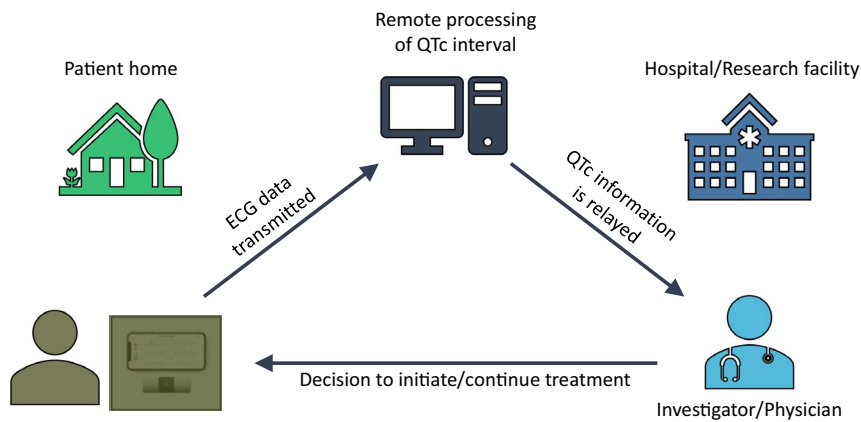 Remote processing
of QTc interval
Patient home
Hospital/Research facility
ECG data
transmitted
QTc information
is relayed
Decision to initiate/continue treatment
Investigator/Physician